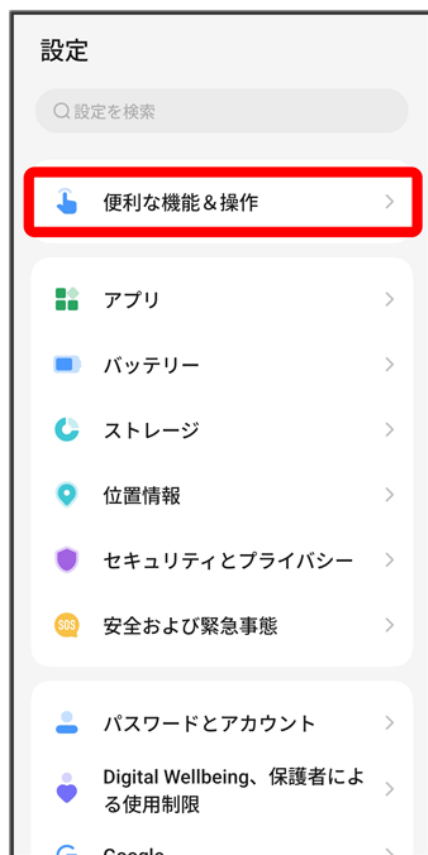 設定
設定を検索
便利な機能＆操作
アプリ
バッテリー
ストレージ
位置情報
セキュリティとプライバシー
SOS
安全および緊急事態
パスワードとアカウント
Digital Wellbeing、保護者によ
る使用制限
Google